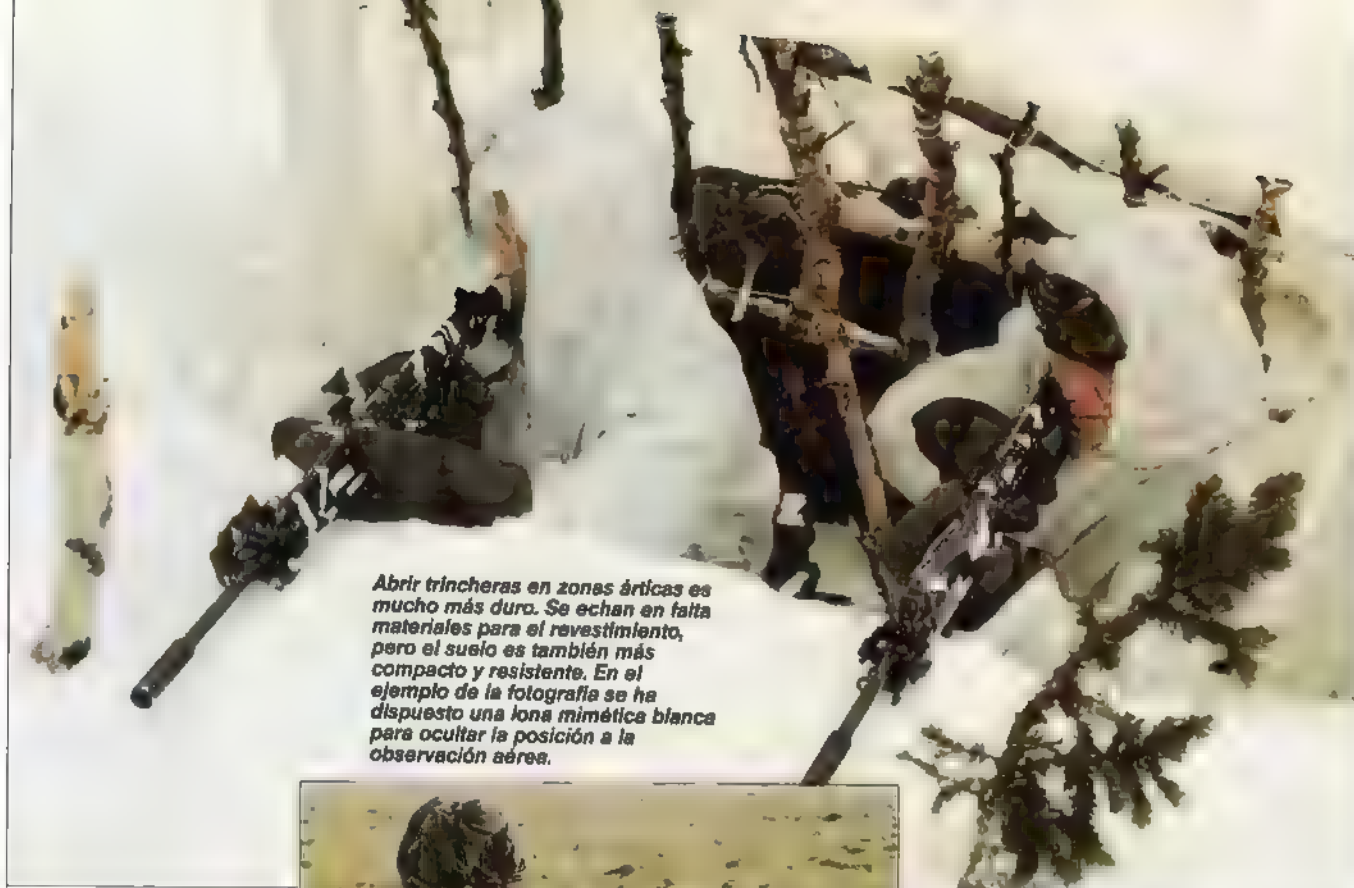 Abrir trincheras en zonas árticas es
mucho más duro. Se echan en falta
materiales para el revestimiento,
pero el suelo es también más
compacto y resistente. En el
ejemplo de la fotografía se ha
dispuesto una lona mimética blanca
para ocultar la posición a la
observación aérea.